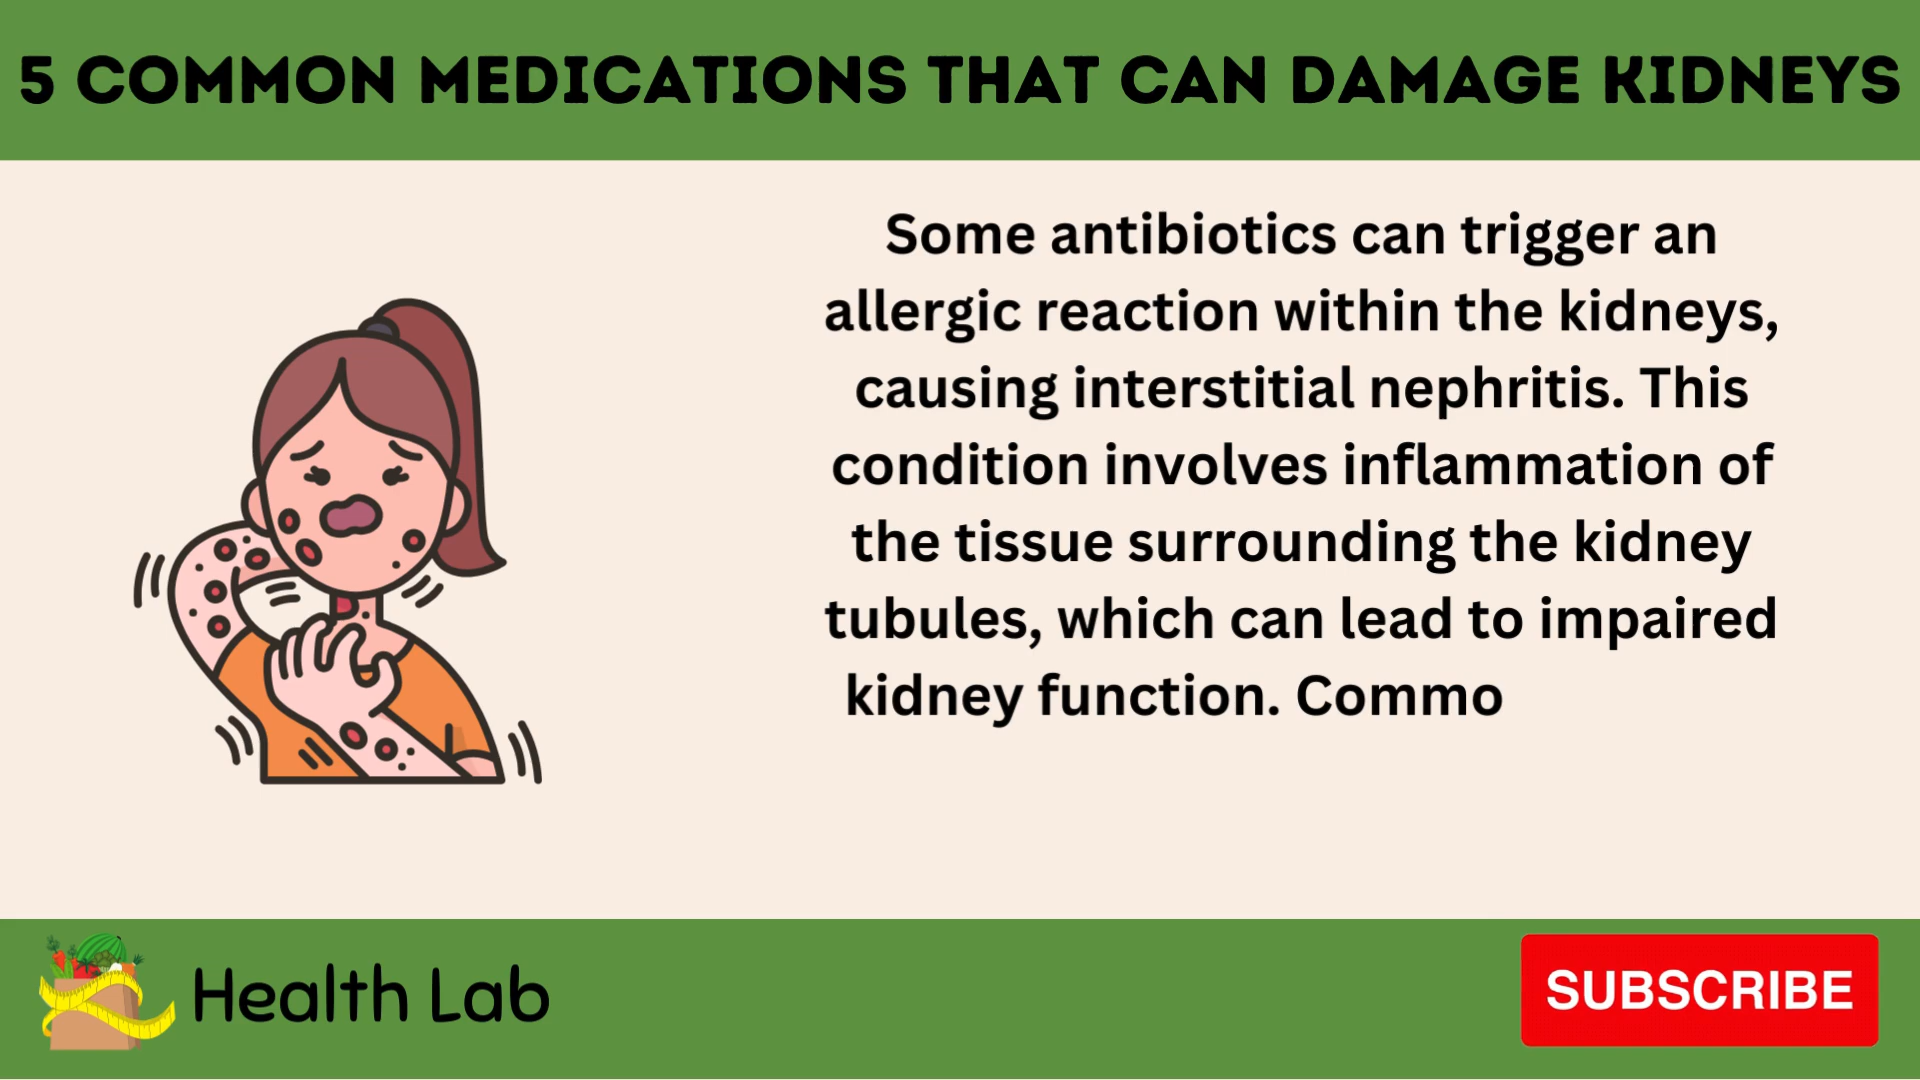 5 COMMON MEDICATIONS THAT CAN DAMAGE KIDNEYS
Some antibiotics can trigger an
allergic reaction within the kidneys,
causing interstitial nephritis. This
condition involves inflammation of
the tissue surrounding the kidney
tubules, which can lead to impaired
kidney function. Commo
Health Lab
SUBSCRIBE